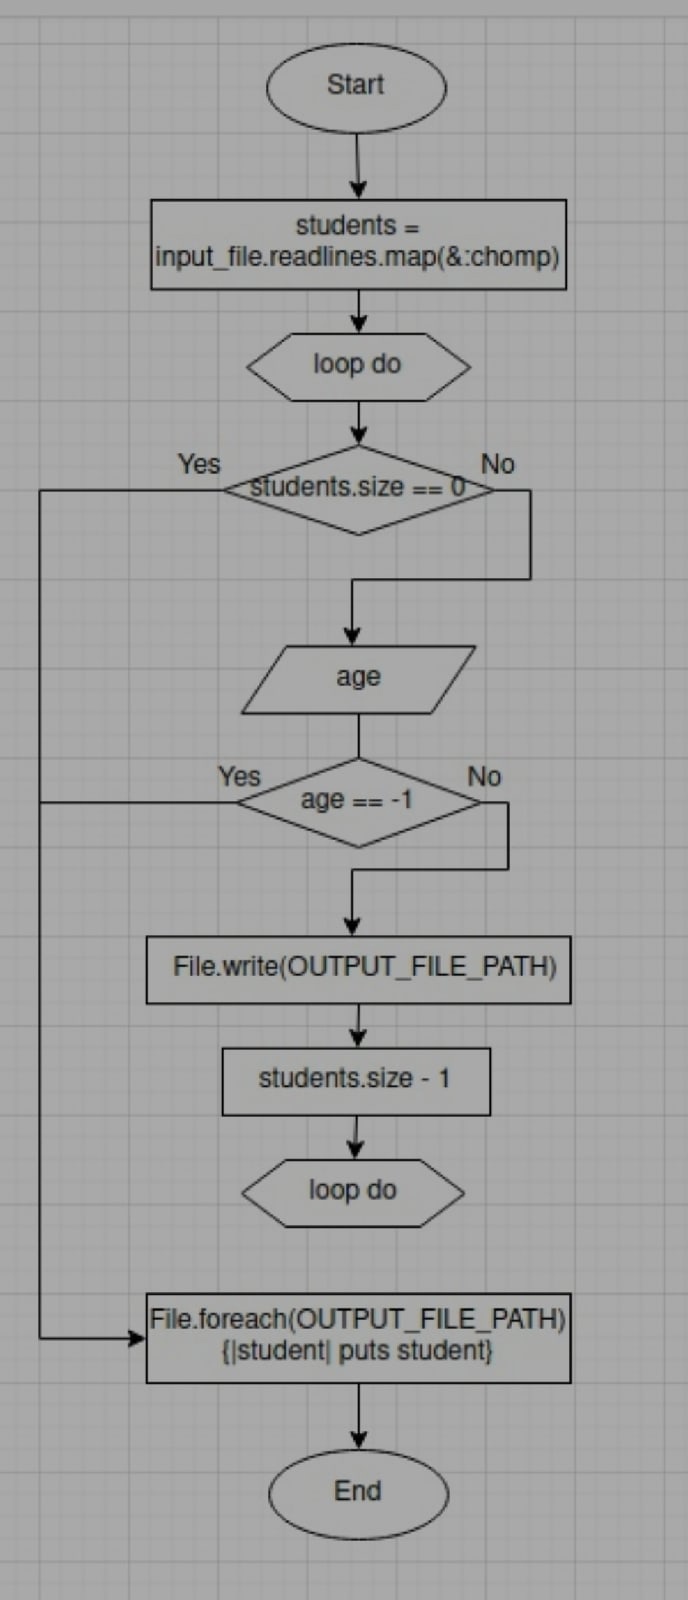 Start
students =
input_file.readlines.map(&:chomp)
loop do
Yes
No
students.size == 0
age
Yes
No
age == -1
File.write(OUTPUT_FILE_PATH)
students.size - 1
loop do
File.foreach(OUTPUT_FILE_PATH)
{|student| puts student}
End